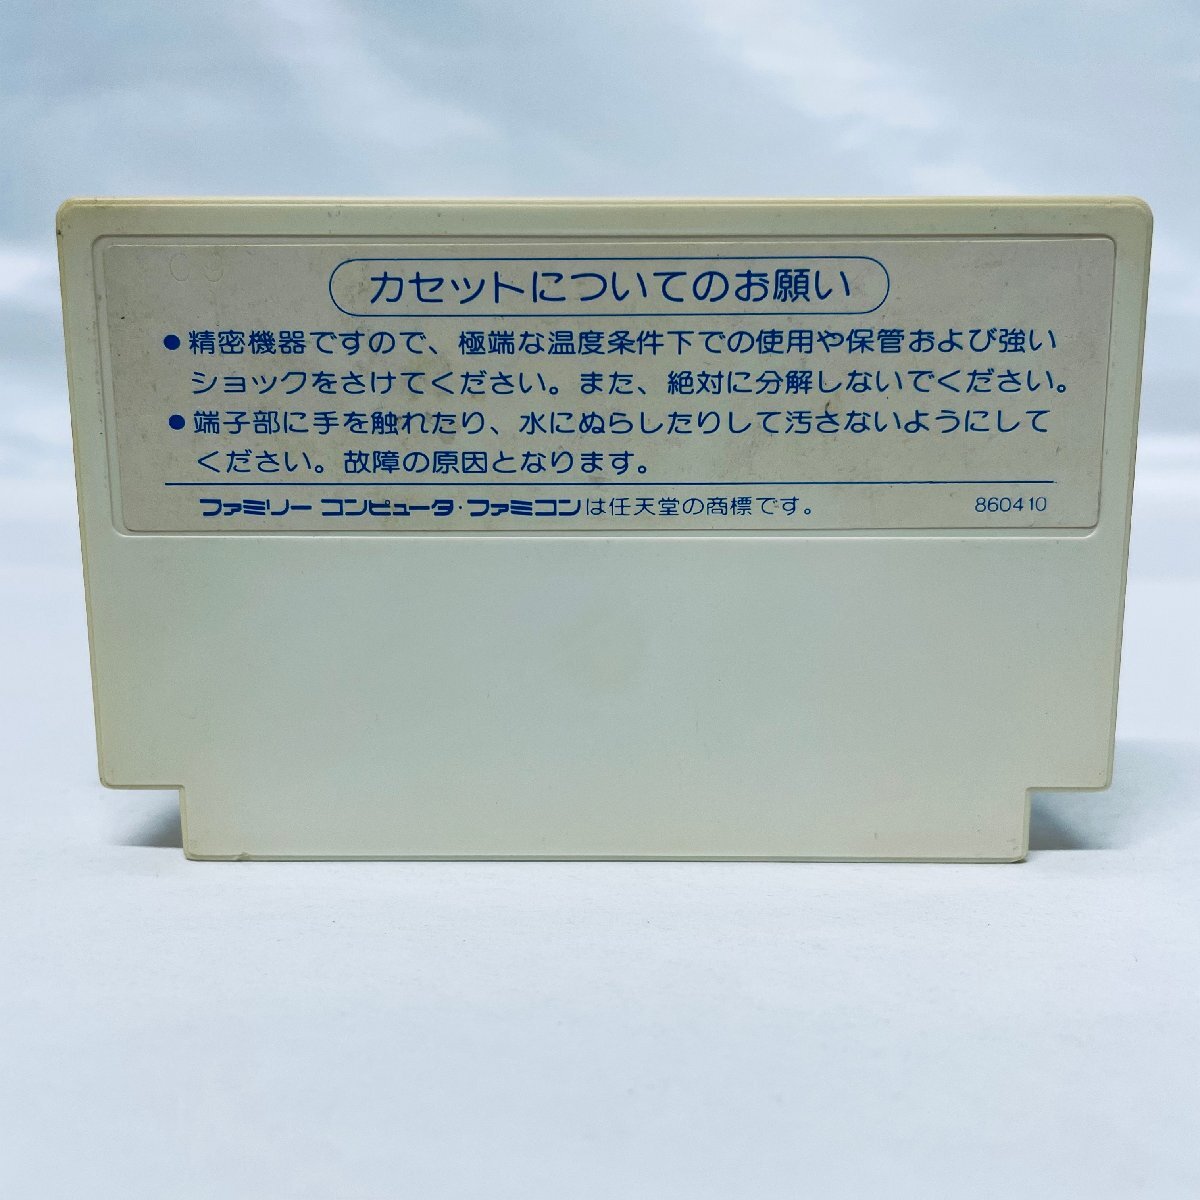 カセットについてのお願い
●精密機器ですので、極端な温度条件下での使用や保管および強い
ショックをさけてください。また、絶対に分解しないでください。
●端子部に手を触れたり、水にぬらしたりして汚さないようにして
ください。故障の原因となります。
ファミリー コンピュータ・ファミコンは任天堂の商標です。 860410